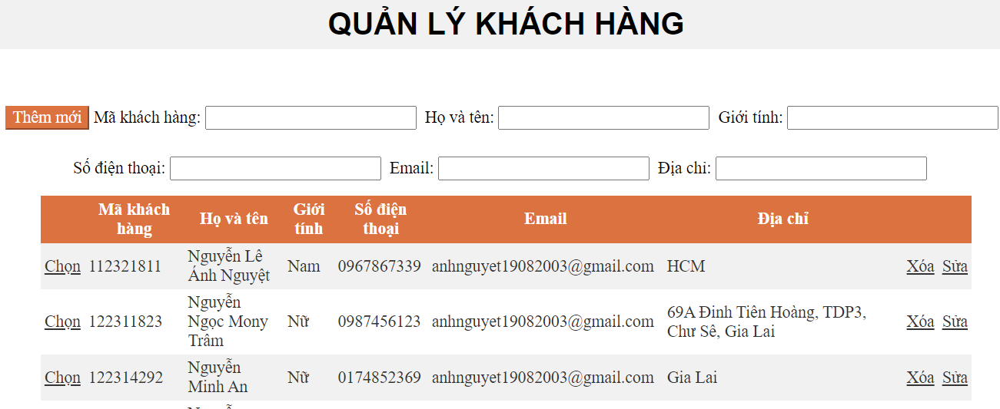 QUẢN LÝ KHÁCH HÀNG
Thêm mới Mã khách hàng: Họ và tên: Giới tính:
Số điện thoại: Email: Địa chỉ:
Mã khách hàng Họ và tên Giới tính Số điện thoại Email Địa chỉ
Chọn 112321811 Nguyễn Lê Ánh Nguyệt Nam 0967867339 anhnguyet19082003@gmail.com HCM Xóa Sửa
Chọn 122311823 Nguyễn Ngọc Mony Trâm Nữ 0987456123 anhnguyet19082003@gmail.com 69A Đinh Tiên Hoàng, TDP3, Chư Sê, Gia Lai Xóa Sửa
Chọn 122314292 Nguyễn Minh An Nữ 0174852369 anhnguyet19082003@gmail.com Gia Lai Xóa Sửa